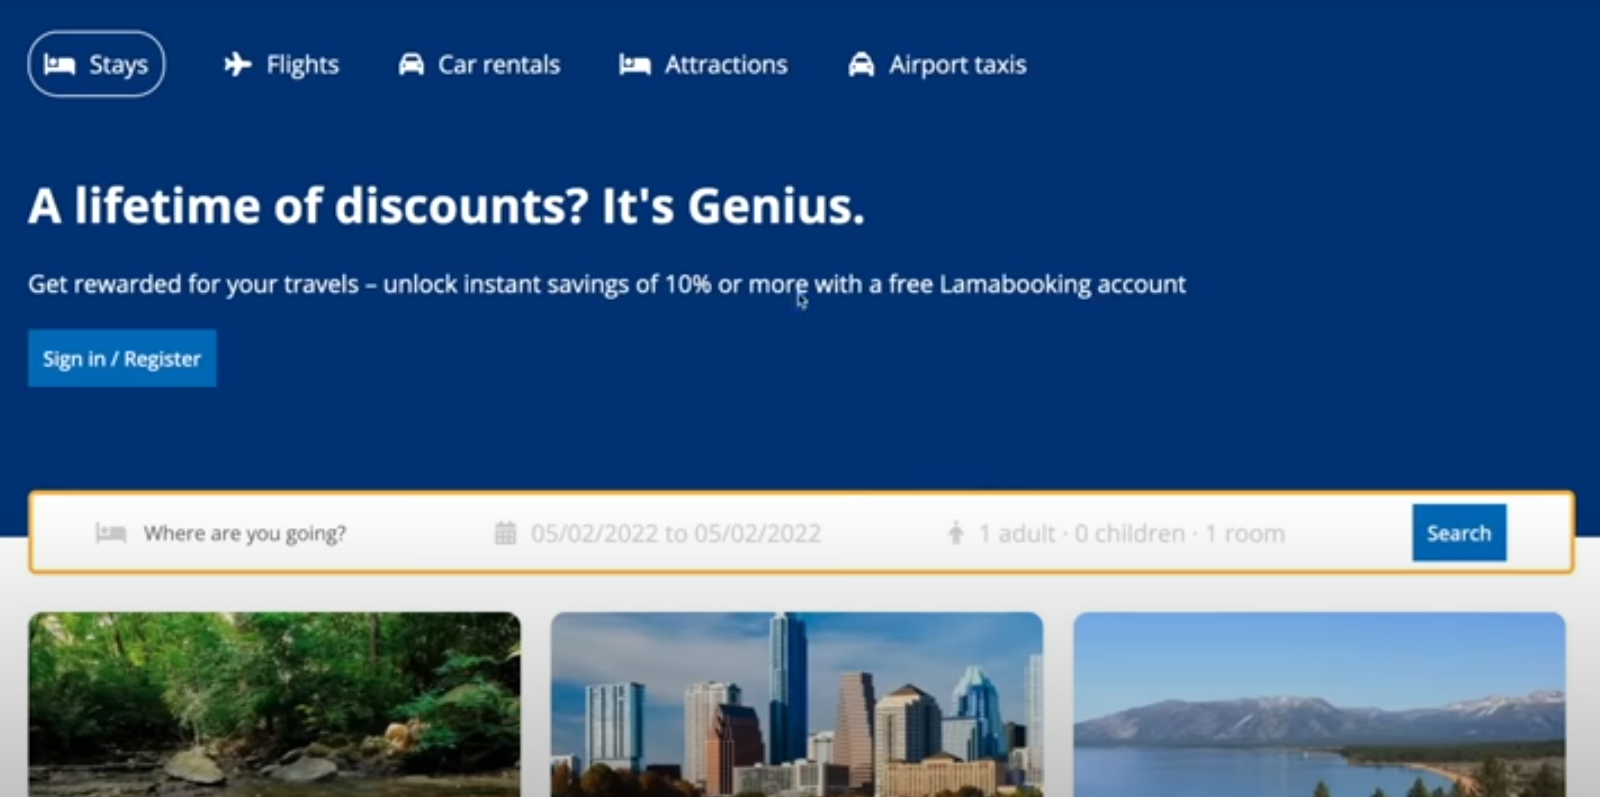 Stays Flights Car rentals Attractions Airport taxis
A lifetime of discounts? It's Genius.
Get rewarded for your travels – unlock instant savings of 10% or more with a free Lamabooking account
Sign in / Register
Where are you going? 05/02/2022 to 05/02/2022 1 adult · 0 children · 1 room Search